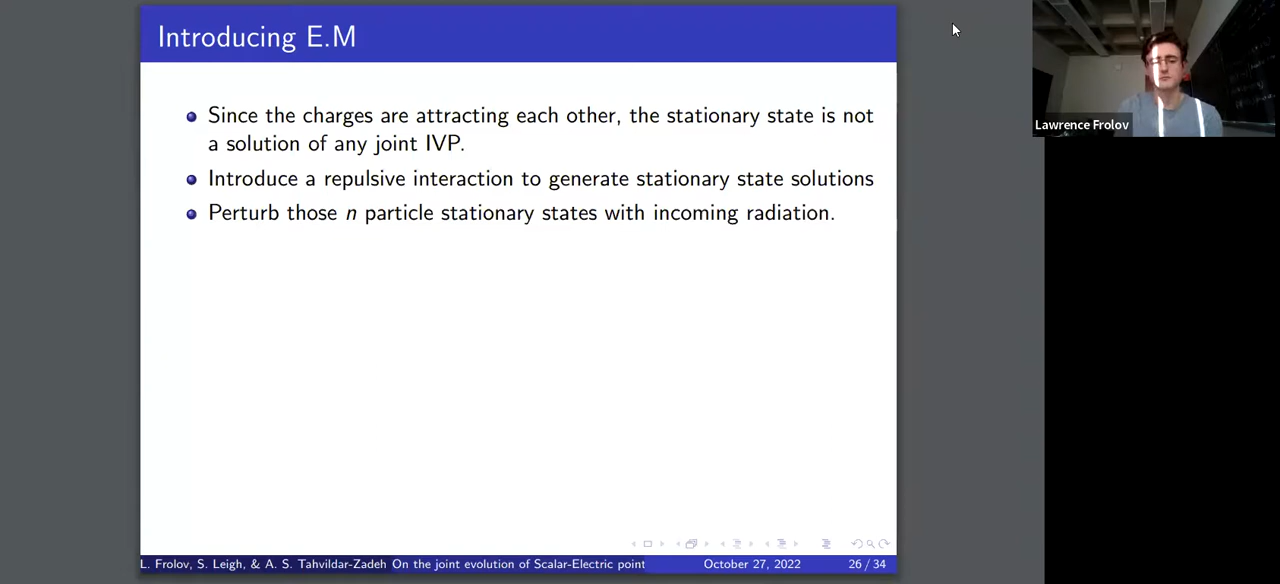 Introducing E.M
Since the charges are attracting each other, the stationary state is not
a solution of any joint IVP.
Introduce a repulsive interaction to generate stationary state solutions
Perturb those n particle stationary states with incoming radiation.
L. Frolov, S. Leigh, & A. S. Tahvildar-Zadeh On the joint evolution of Scalar-Electric point October 27, 2022 26 / 34
Lawrence Frolov